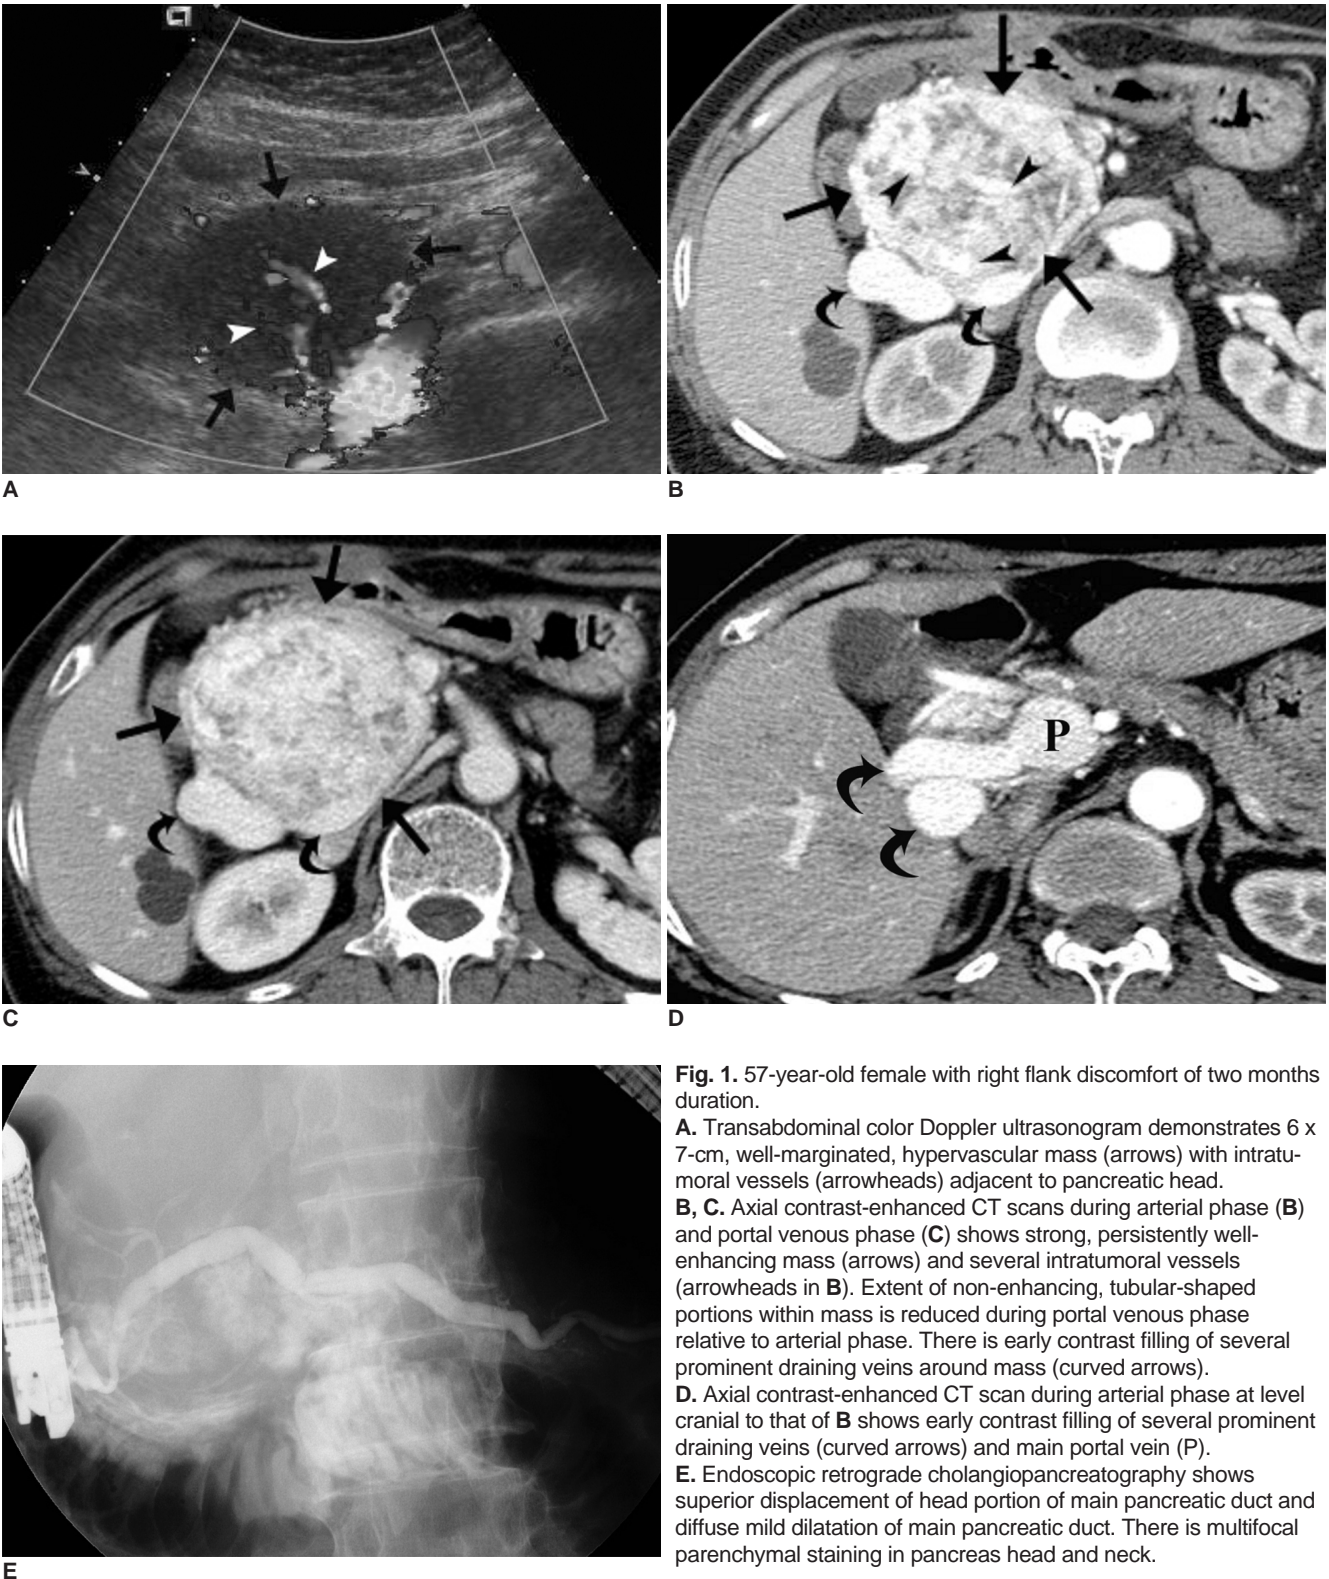 A
B
C
D
P
E
Fig. 1. 57-year-old female with right flank discomfort of two months
duration.
A. Transabdominal color Doppler ultrasonogram demonstrates 6 x
7-cm, well-marginated, hypervascular mass (arrows) with intratu-
moral vessels (arrowheads) adjacent to pancreatic head.
B, C. Axial contrast-enhanced CT scans during arterial phase (B)
and portal venous phase (C) shows strong, persistently well-
enhancing mass (arrows) and several intratumoral vessels
(arrowheads in B). Extent of non-enhancing, tubular-shaped
portions within mass is reduced during portal venous phase
relative to arterial phase. There is early contrast filling of several
prominent draining veins around mass (curved arrows).
D. Axial contrast-enhanced CT scan during arterial phase at level
cranial to that of B shows early contrast filling of several prominent
draining veins (curved arrows) and main portal vein (P).
E. Endoscopic retrograde cholangiopancreatography shows
superior displacement of head portion of main pancreatic duct and
diffuse mild dilatation of main pancreatic duct. There is multifocal
parenchymal staining in pancreas head and neck.